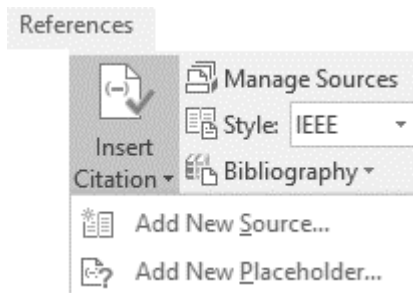 References
Insert
Citation
Manage Sources
Style: IEEE
Bibliography
Add New Source...
Add New Placeholder...